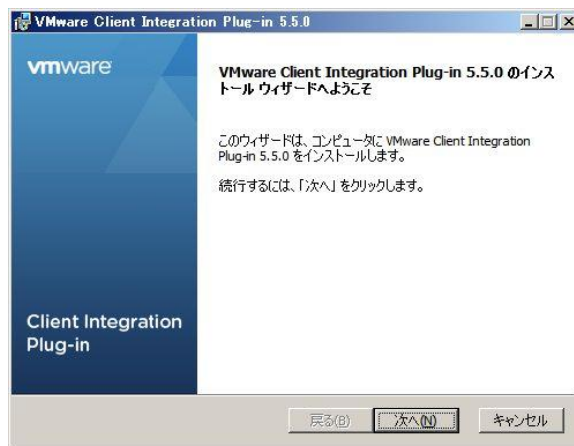 VMware Client Integration Plug-in 5.5.0
vmware
VMware Client Integration Plug-in 5.5.0 のインス
トール ウィザードへようこそ
このウィザードは、コンピュータに VMware Client Integration
Plug-in 5.5.0 をインストールします。
続行するには、「次へ」をクリックします。
Client Integration
Plug-in
戻る(B)
次へ(N)
キャンセル